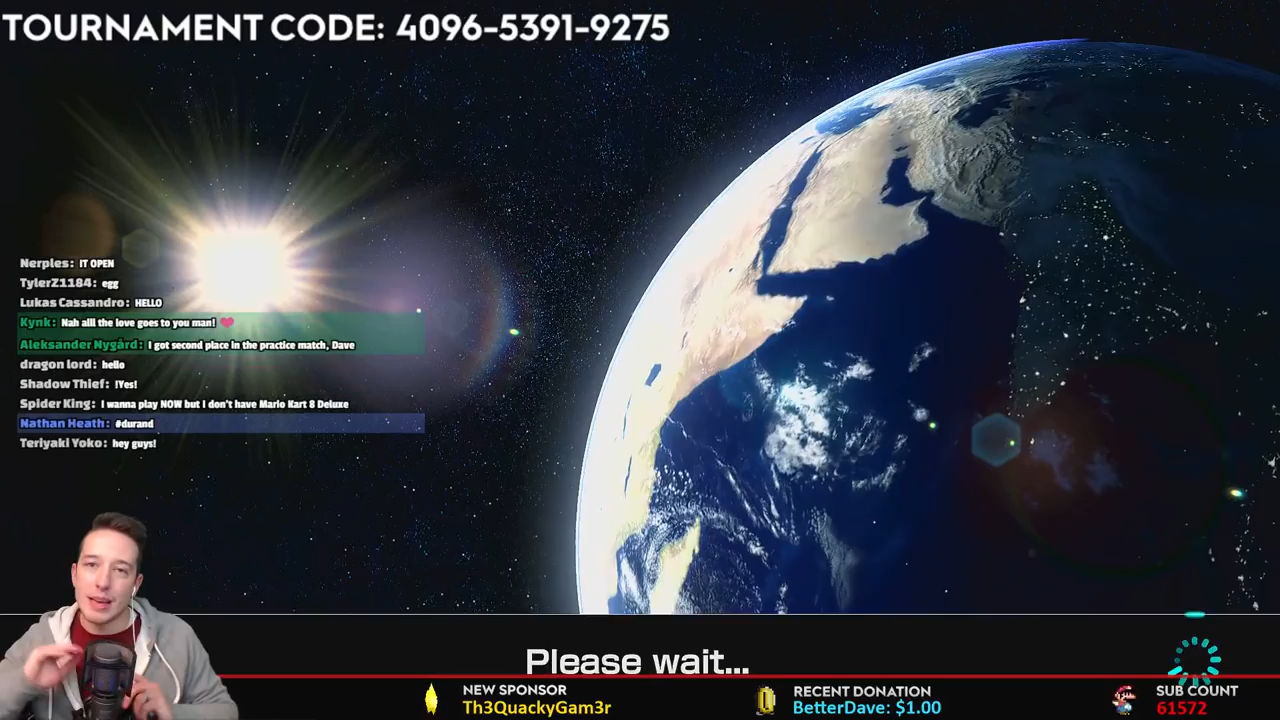 TOURNAMENT CODE: 4096-5391-9275
Nerples: IT OPEN
TylerZ1184: egg
Lukas Cassandro: HELLO
Kynk: Nah alll the love goes to you man! ❤
Aleksander Nygård: I got second place in the practice match, Dave
dragon lord: hello
Shadow Thief: !Yes!
Spider King: I wanna play NOW but I don't have Mario Kart 8 Deluxe
Nathan Heath: #durand
Teriyaki Yoko: hey guys!
Please wait...
NEW SPONSOR
Th3QuackyGam3r
RECENT DONATION
BetterDave: $1.00
SUB COUNT
61572